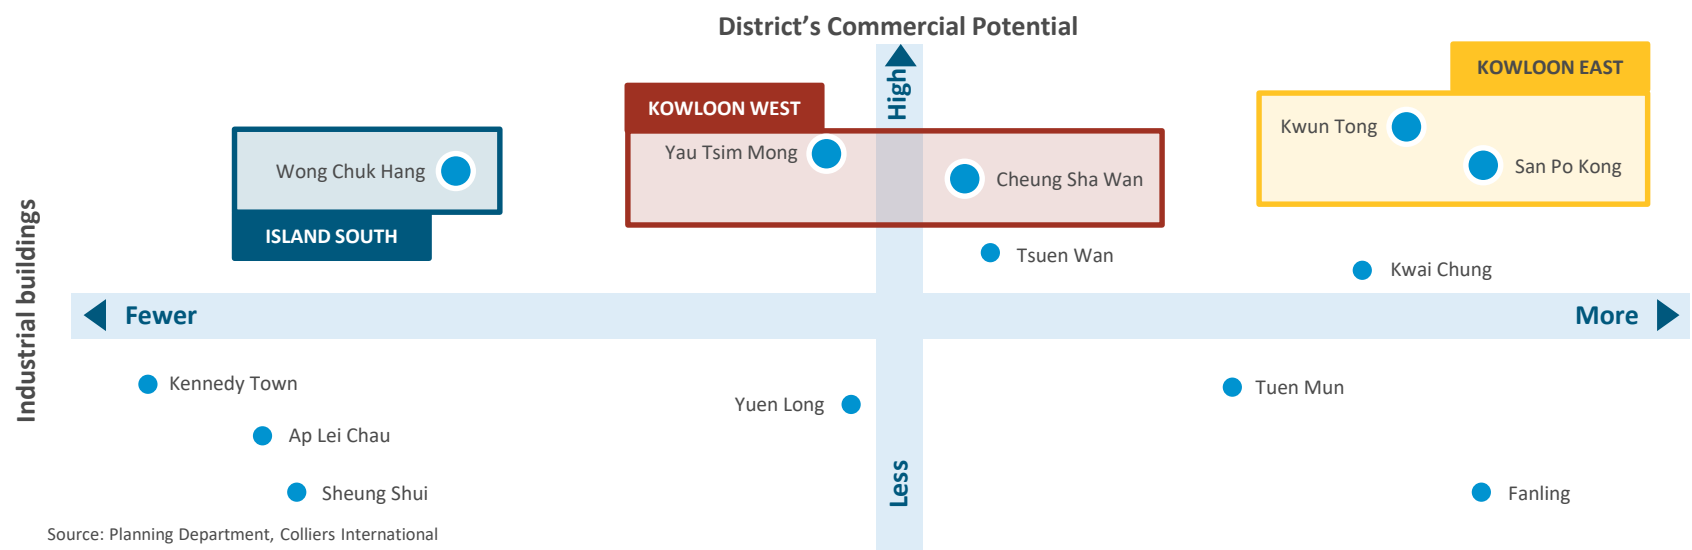 District's Commercial Potential
High
KOWLOON EAST
KOWLOON WEST
Kwun Tong
Yau Tsim Mong
San Po Kong
Wong Chuk Hang
Cheung Sha Wan
ISLAND SOUTH
Tsuen Wan
Kwai Chung
Industrial buildings
Fewer
More
Kennedy Town
Tuen Mun
Yuen Long
Ap Lei Chau
Less
Sheung Shui
Fanling
Source: Planning Department, Colliers International